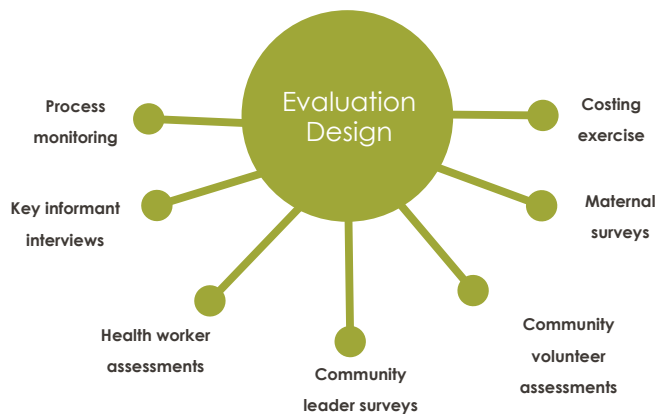 Evaluation
Design
Process
monitoring
Key informant
interviews
Health worker
assessments
Community
leader surveys
Community
volunteer
assessments
Maternal
surveys
Costing
exercise